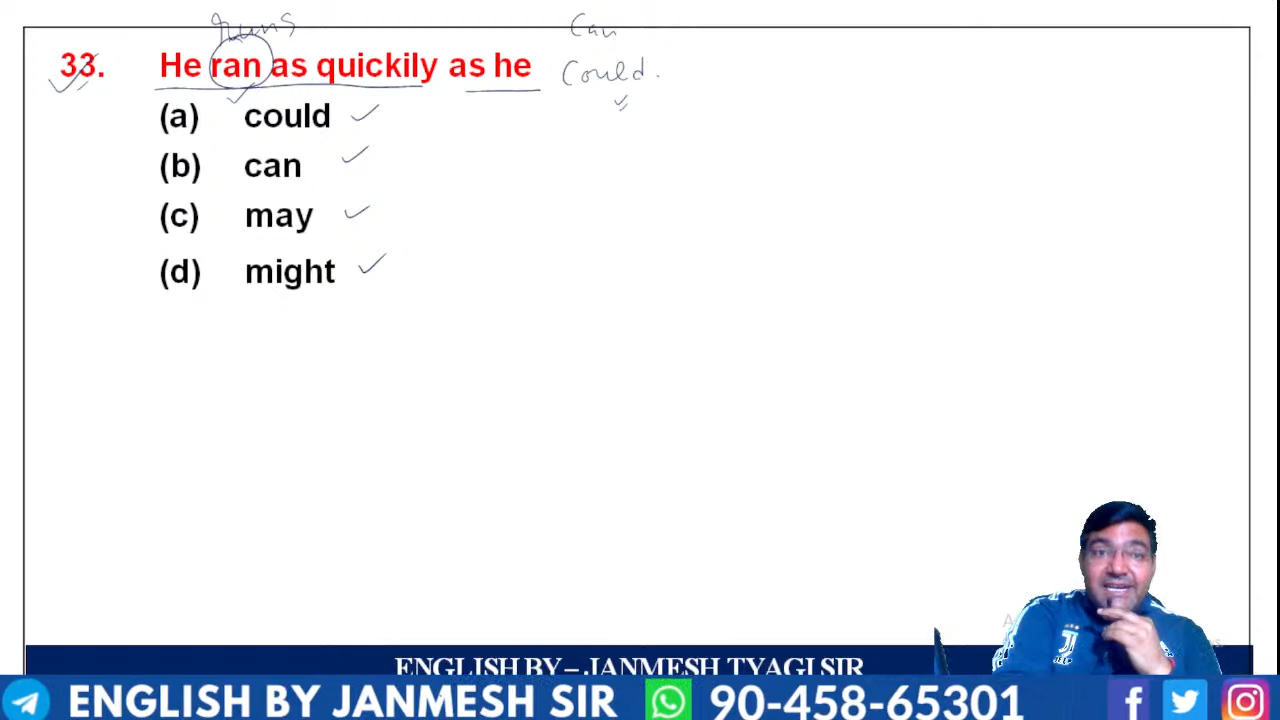 runs Can
33. He ran as quickily as he Could.
(a) could
(b) can
(c) may
(d) might
ENGLISH BY – JANMESH TYAGI SIR
ENGLISH BY JANMESH SIR 90-458-65301